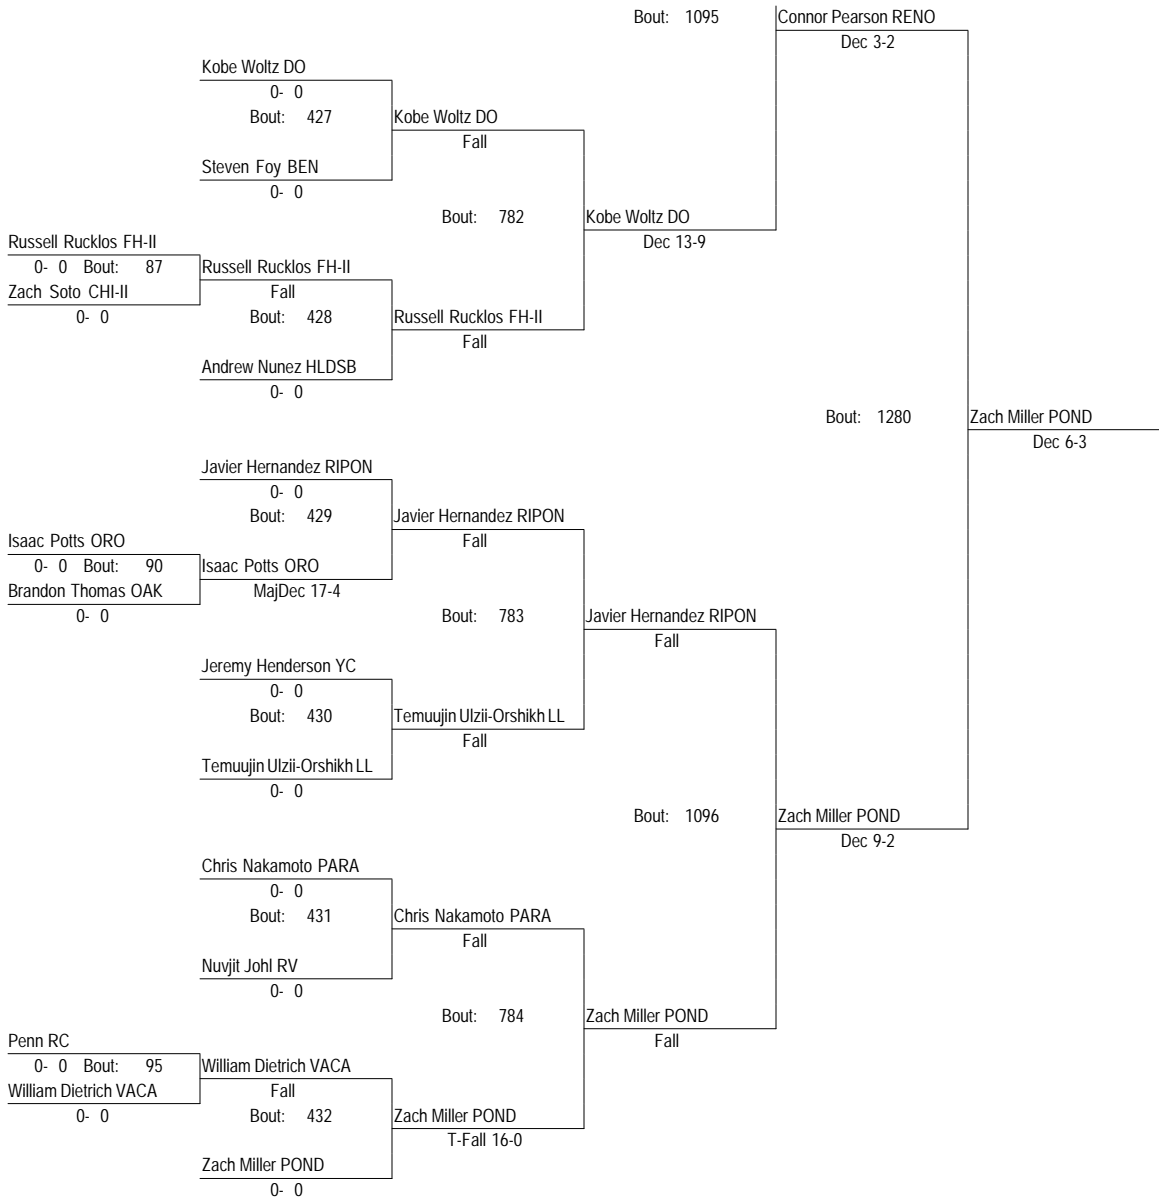 Bout: 1095 Connor Pearson RENO
Dec 3-2
Kobe Woltz DO
0- 0
Bout: 427 Kobe Woltz DO
Fall
Steven Foy BEN
0- 0
Bout: 782 Kobe Woltz DO
Dec 13-9
Russell Rucklos FH-II
0- 0 Bout: 87 Russell Rucklos FH-II
Zach Soto CHI-II Fall
0- 0 Bout: 428 Russell Rucklos FH-II
Fall
Andrew Nunez HLDSB
0- 0
Bout: 1280 Zach Miller POND
Dec 6-3
Javier Hernandez RIPON
0- 0
Bout: 429 Javier Hernandez RIPON
Isaac Potts ORO Fall
0- 0 Bout: 90 Isaac Potts ORO
Brandon Thomas OAK MajDec 17-4
0- 0 Bout: 783 Javier Hernandez RIPON
Fall
Jeremy Henderson YC
0- 0
Bout: 430 Temuujin Ulzii-Orshikh LL
Fall
Temuujin Ulzii-Orshikh LL
0- 0
Bout: 1096 Zach Miller POND
Dec 9-2
Chris Nakamoto PARA
0- 0
Bout: 431 Chris Nakamoto PARA
Fall
Nuvjit Johl RV
0- 0
Bout: 784 Zach Miller POND
Penn RC Fall
0- 0 Bout: 95 William Dietrich VACA
William Dietrich VACA Fall
0- 0 Bout: 432 Zach Miller POND
T-Fall 16-0
Zach Miller POND
0- 0